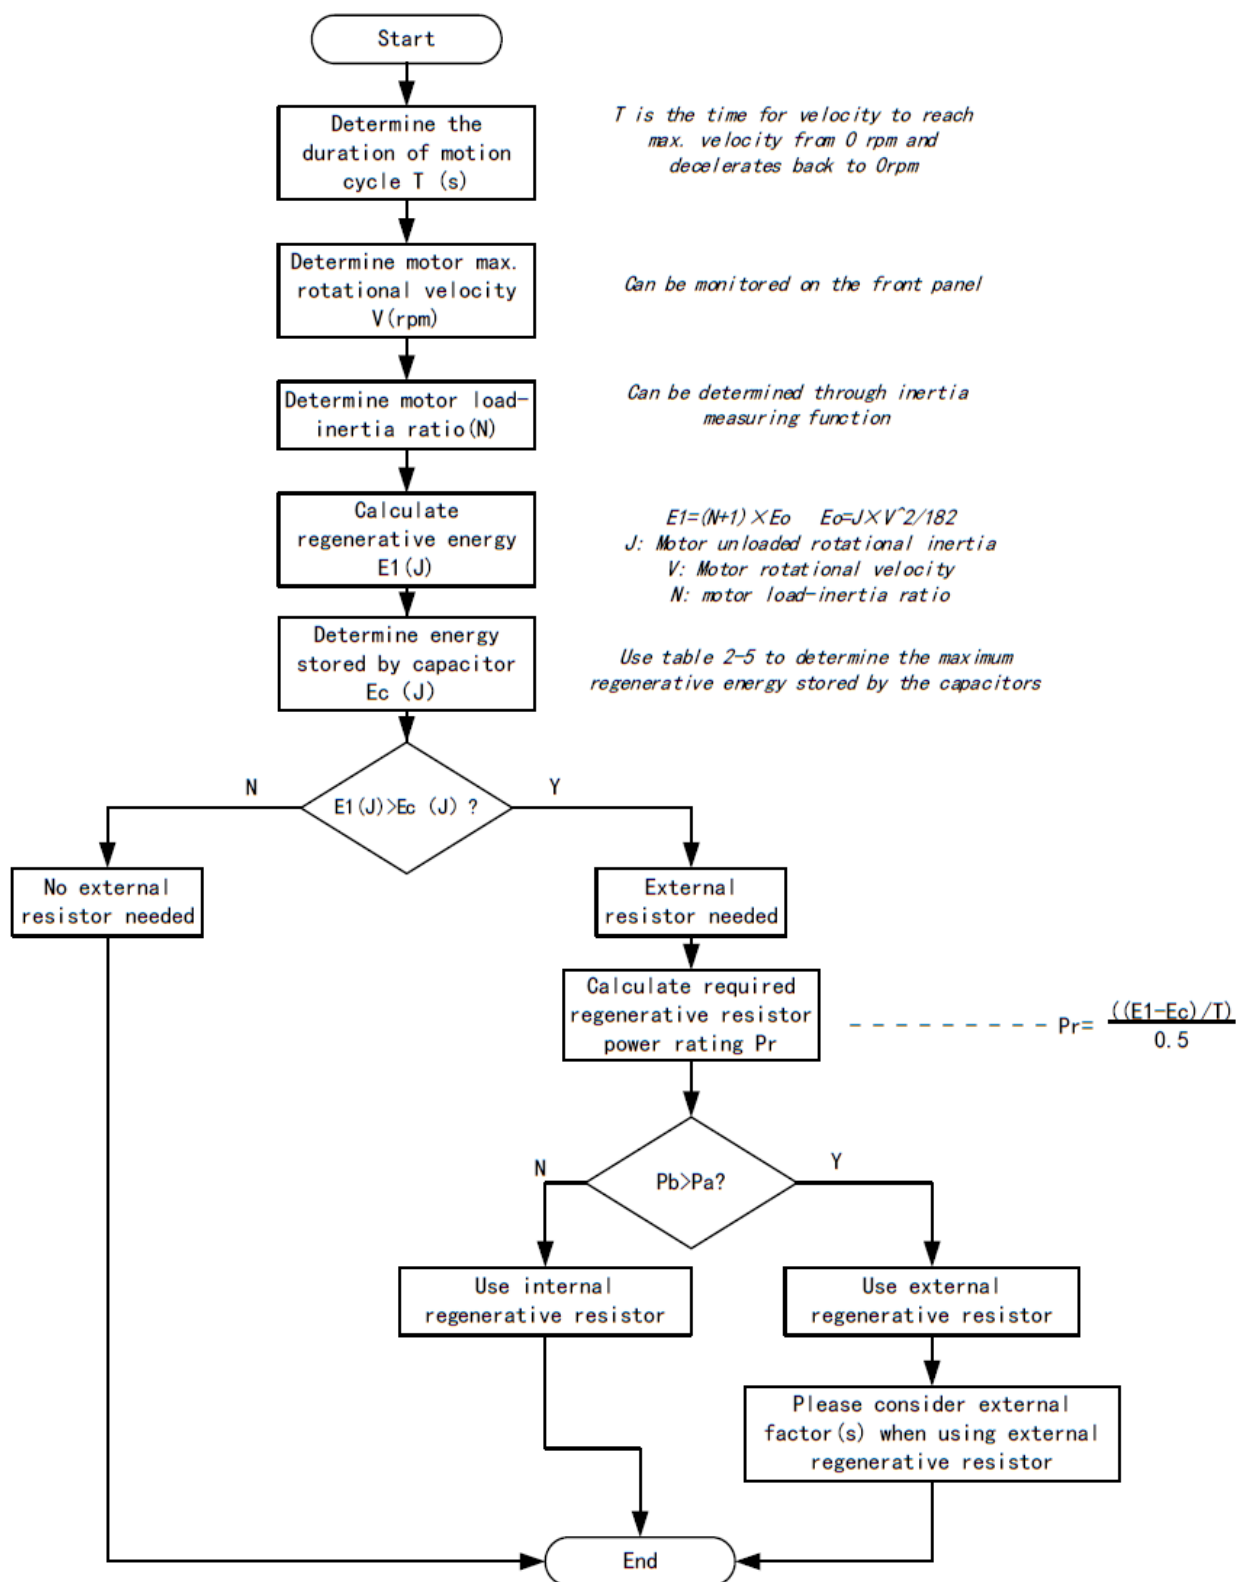 Start
Determine the
duration of motion
cycle T (s)
T is the time for velocity to reach
max. velocity from 0 rpm and
decelerates back to 0rpm
Determine motor max.
rotational velocity
V(rpm)
Can be monitored on the front panel
Determine motor load-
inertia ratio(N)
Can be determined through inertia
measuring function
Calculate
regenerative energy
E1(J)
E1=(N+1)×Eo Eo=J×V^2/182
J: Motor unloaded rotational inertia
V: Motor rotational velocity
N: motor load-inertia ratio
Determine energy
stored by capacitor
Ec (J)
Use table 2-5 to determine the maximum
regenerative energy stored by the capacitors
N
Y
E1(J)>Ec (J) ?
No external
resistor needed
External
resistor needed
Calculate required
regenerative resistor
power rating Pr
Pr= ((E1-Ec)/T)
0.5
N
Y
Pb>Pa?
Use internal
regenerative resistor
Use external
regenerative resistor
Please consider external
factor(s) when using external
regenerative resistor
End